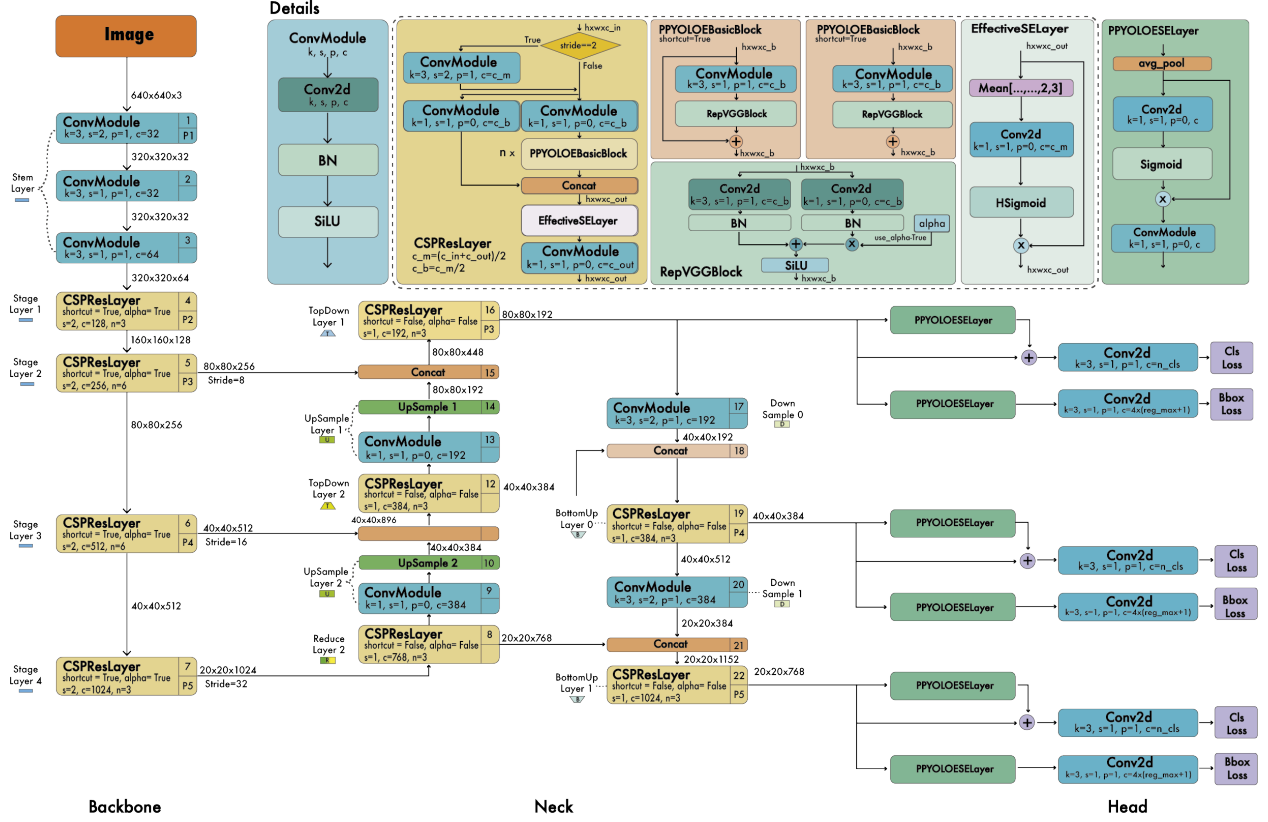 Details
Image
640x640x3
ConvModule 1
k=3, s=2, p=1, c=32 P1
320x320x32
ConvModule 2
k=3, s=1, p=1, c=32
320x320x32
ConvModule 3
k=3, s=1, p=1, c=64
320x320x64
Stem
Layer
CSPResLayer 4
shortcut = True, alpha= True
s=2, c=128, n=3 P2
Stage
Layer 1
160x160x128
CSPResLayer 5
shortcut = True, alpha= True
s=2, c=256, n=6 P3
Stage
Layer 2
80x80x256
Stride=8
80x80x256
CSPResLayer 6
shortcut = True, alpha= True
s=2, c=512, n=6 P4
Stage
Layer 3
40x40x512
Stride=16
40x40x512
CSPResLayer 7
shortcut = True, alpha= True
s=2, c=1024, n=3 P5
Stage
Layer 4
20x20x1024
Stride=32
Backbone
ConvModule
k, s, p, c
Conv2d
k, s, p, c
BN
SiLU
hxwxc_in
stride==2
True
False
ConvModule
k=3, s=2, p=1, c=c_m
ConvModule
k=1, s=1, p=0, c=c_b
ConvModule
k=1, s=1, p=0, c=c_b
n x
PPYOLOEBasicBlock
Concat
hxwxc_out
EffectiveSELayer
CSPResLayer
c_m=(c_in+c_out)/2
c_b=c_m/2
ConvModule
k=1, s=1, p=0, c=c_out
hxwxc_out
PPYOLOEBasicBlock
shortcut=True
hxwxc_b
ConvModule
k=3, s=1, p=1, c=c_b
RepVGGBlock
+
hxwxc_b
PPYOLOEBasicBlock
shortcut=True
hxwxc_b
ConvModule
k=3, s=1, p=1, c=c_b
RepVGGBlock
+
hxwxc_b
hxwxc_b
Conv2d
k=3, s=1, p=1, c=c_b
Conv2d
k=1, s=1, p=0, c=c_b
BN
BN
alpha
use_alpha-True
+
x
SiLU
RepVGGBlock
hxwxc_b
EffectiveSELayer
hxwxc_out
Mean[...,...,2,3]
Conv2d
k=1, s=1, p=0, c=c_m
HSigmoid
x
hxwxc_out
PPYOLOESELayer
avg_pool
Conv2d
k=1, s=1, p=0, c
Sigmoid
x
ConvModule
k=1, s=1, p=0, c
TopDown
Layer 1
T
CSPResLayer 16
shortcut = False, alpha= False
s=1, c=192, n=3 P3
80x80x192
80x80x448
Concat 15
80x80x192
UpSample 1 14
UpSample
Layer 1
U
ConvModule 13
k=1, s=1, p=0, c=192
TopDown
Layer 2
T
CSPResLayer 12
shortcut = False, alpha= False
s=1, c=384, n=3
40x40x384
40x40x896
40x40x384
UpSample 2 10
UpSample
Layer 2
U
ConvModule 9
k=1, s=1, p=0, c=384
Reduce
Layer 2
R
CSPResLayer 8
shortcut = False, alpha= False
s=1, c=768, n=3
20x20x768
ConvModule 17
k=3, s=2, p=1, c=192
Down
Sample 0
D
40x40x192
Concat 18
BottomUp
Layer 0
B
CSPResLayer 19
shortcut = False, alpha= False
s=1, c=384, n=3 P4
40x40x384
40x40x512
ConvModule 20
k=3, s=2, p=1, c=384
Down
Sample 1
D
20x20x384
Concat 21
20x20x1152
BottomUp
Layer 1
B
CSPResLayer 22
shortcut = False, alpha= False
s=1, c=1024, n=3 P5
20x20x768
Neck
PPYOLOESELayer
+
Conv2d
k=3, s=1, p=1, c=n_cls
Cls
Loss
PPYOLOESELayer
Conv2d
k=3, s=1, p=1, c=4x(reg_max+1)
Bbox
Loss
PPYOLOESELayer
+
Conv2d
k=3, s=1, p=1, c=n_cls
Cls
Loss
PPYOLOESELayer
Conv2d
k=3, s=1, p=1, c=4x(reg_max+1)
Bbox
Loss
PPYOLOESELayer
+
Conv2d
k=3, s=1, p=1, c=n_cls
Cls
Loss
PPYOLOESELayer
Conv2d
k=3, s=1, p=1, c=4x(reg_max+1)
Bbox
Loss
Head